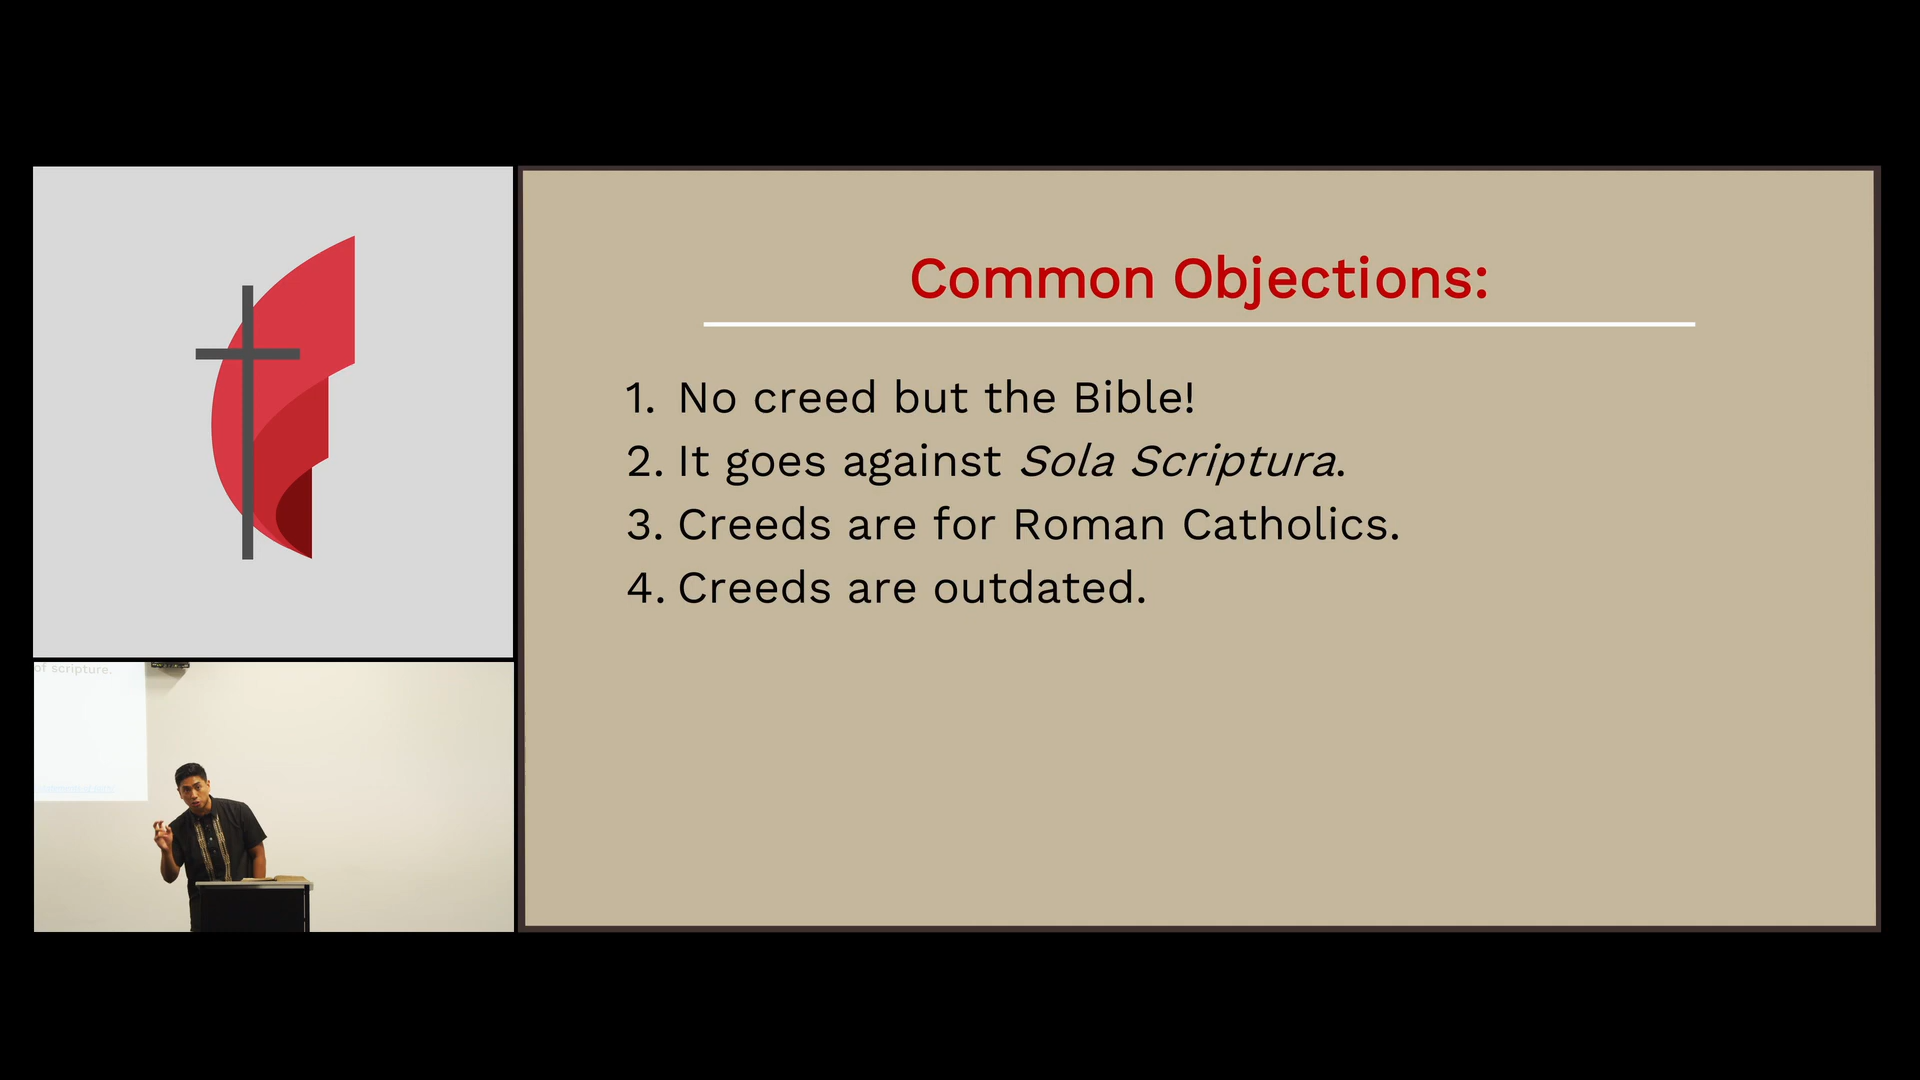 Common Objections:
1. No creed but the Bible!
2. It goes against Sola Scriptura.
3. Creeds are for Roman Catholics.
4. Creeds are outdated.
of scripture.